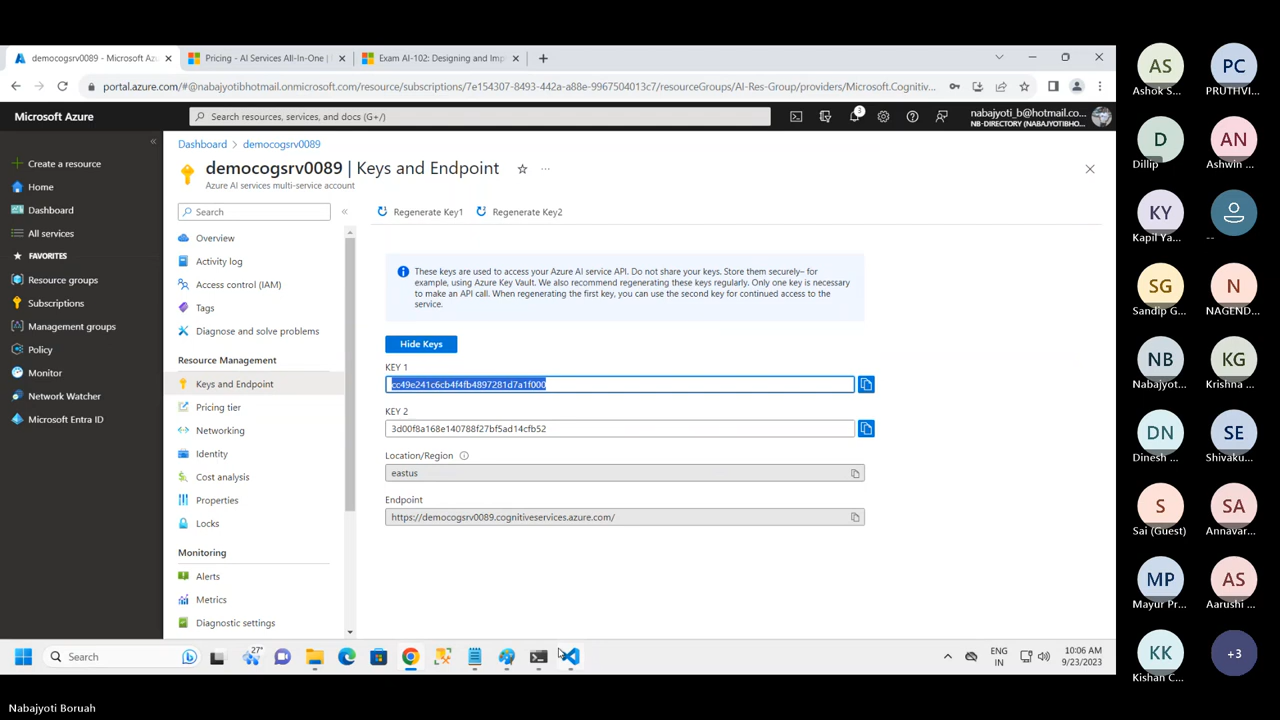 democogsrv0089 - Microsoft Az
Pricing - AI Services All-In-One |
Exam AI-102: Designing and Imp
portal.azure.com/#@nabajyotibhotmail.onmicrosoft.com/resource/subscriptions/7e154307-8493-442a-a88e-9967504013c7/resourceGroups/AI-Res-Group/providers/Microsoft.Cognitive...
Microsoft Azure
Search resources, services, and docs (G+/)
3
nabajyoti_b@hotmail.co...
NB-DIRECTORY (NABAJYOTIBHO...
Create a resource
Home
Dashboard
All services
FAVORITES
Resource groups
Subscriptions
Management groups
Policy
Monitor
Network Watcher
Microsoft Entra ID
Dashboard > democogsrv0089 >
democogsrv0089 | Keys and Endpoint
Azure AI services multi-service account
Search
Overview
Activity log
Access control (IAM)
Tags
Diagnose and solve problems
Resource Management
Keys and Endpoint
Pricing tier
Networking
Identity
Cost analysis
Properties
Locks
Monitoring
Alerts
Metrics
Diagnostic settings
Regenerate Key1
Regenerate Key2
These keys are used to access your Azure AI service API. Do not share your keys. Store them securely– for
example, using Azure Key Vault. We also recommend regenerating these keys regularly. Only one key is necessary
to make an API call. When regenerating the first key, you can use the second key for continued access to the
service.
Hide Keys
KEY 1
cc49e241c6cb4f4fb4897281d7a1f000
KEY 2
3d00f8a168e140788f27bf5ad14cfb52
Location/Region
eastus
Endpoint
https://democogsrv0089.cognitiveservices.azure.com/
Search
27°
ENG
IN
10:06 AM
9/23/2023
Nabajyoti Boruah
AS
Ashok S...
PC
PRUTHVI...
D
Dillip
AN
Ashwin ...
KY
Kapil Ya...
--
SG
Sandip G...
N
NAGEND...
NB
Nabajyot...
KG
Krishna ...
DN
Dinesh ...
SE
Shivaku...
S
Sai (Guest)
SA
Annavar...
MP
Mayur Pr...
AS
Aarushi ...
KK
Kishan C...
+3